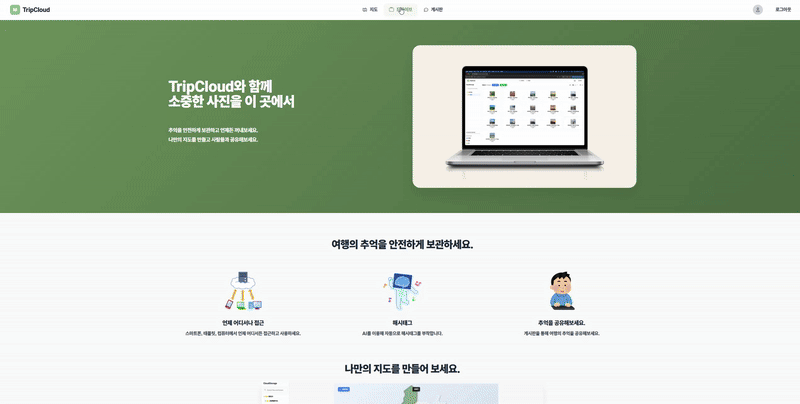 TripCloud
지도
게시판
로그아웃
TripCloud와 함께
소중한 사진을 이 곳에서
추억을 안전하게 보관하고 언제든 꺼내보세요.
나만의 지도를 만들고 사람들과 공유해보세요.
여행의 추억을 안전하게 보관하세요.
언제 어디서나 접근
스마트폰, 태블릿, 컴퓨터에서 언제 어디서든 접근하고 사용하세요.
해시태그
AI를 이용해 자동으로 해시태그를 부착합니다.
추억을 공유해보세요.
게시판을 통해 여행의 추억을 공유해보세요.
나만의 지도를 만들어 보세요.